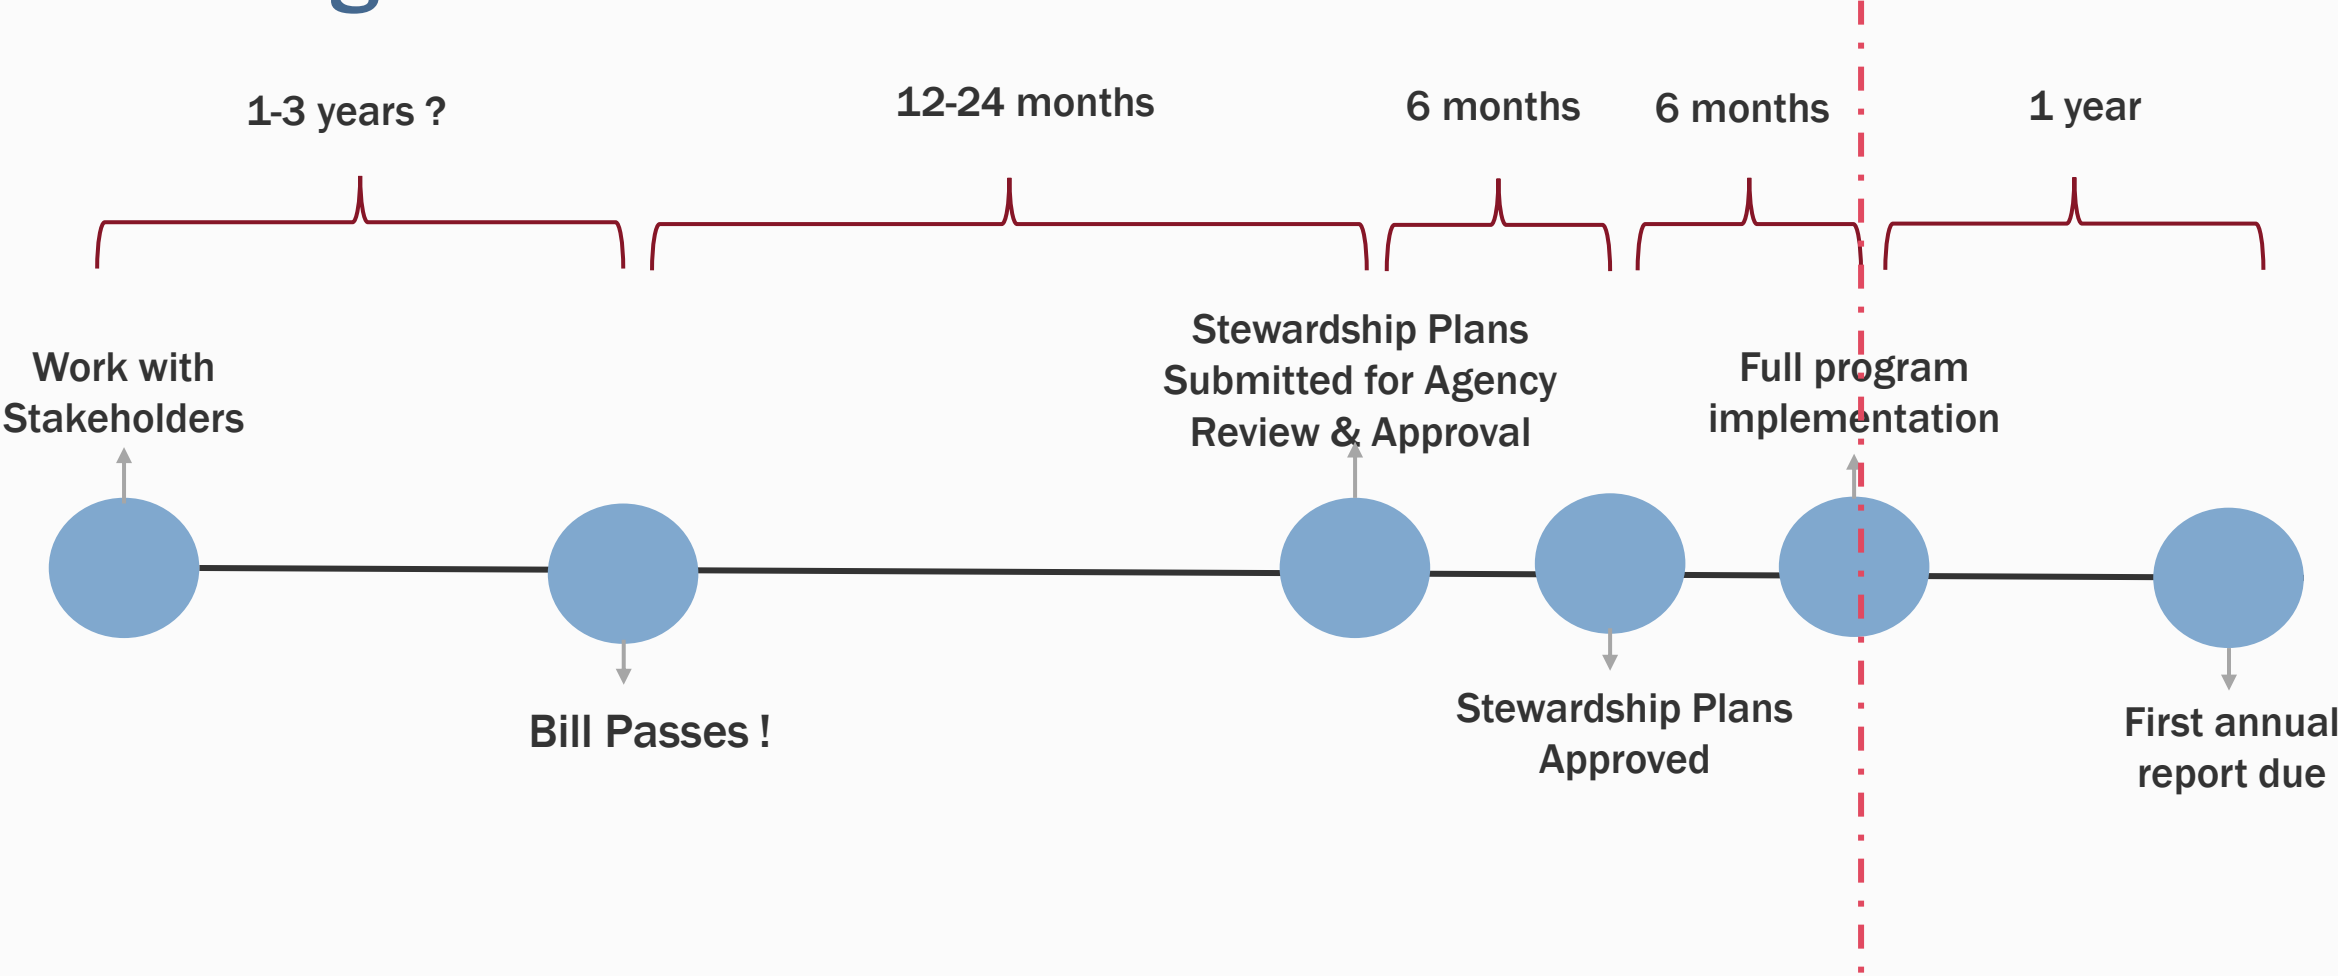 1-3 years ?
12-24 months
6 months
6 months
1 year
Work with
Stakeholders
Stewardship Plans
Submitted for Agency
Review & Approval
Full program
implementation
Bill Passes !
Stewardship Plans
Approved
First annual
report due